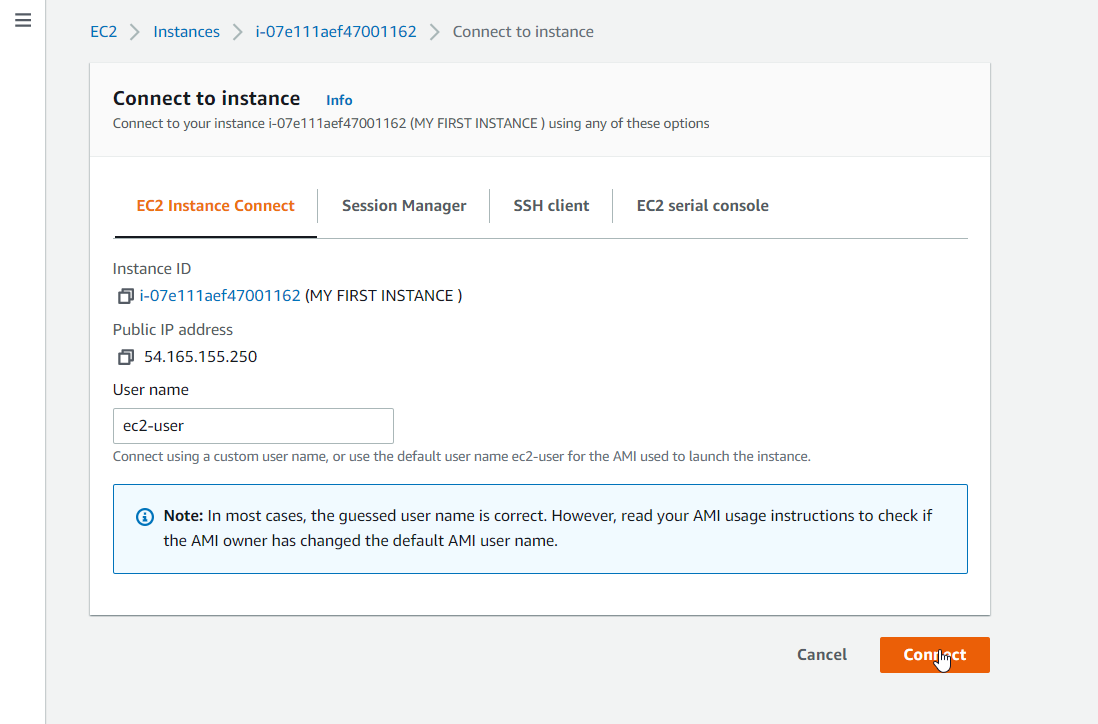 EC2 Instances i-07e111aef47001162 Connect to instance
Connect to instance Info
Connect to your instance i-07e111aef47001162 (MY FIRST INSTANCE ) using any of these options
EC2 Instance Connect Session Manager SSH client EC2 serial console
Instance ID
i-07e111aef47001162 (MY FIRST INSTANCE )
Public IP address
54.165.155.250
User name
ec2-user
Connect using a custom user name, or use the default user name ec2-user for the AMI used to launch the instance.
Note: In most cases, the guessed user name is correct. However, read your AMI usage instructions to check if
the AMI owner has changed the default AMI user name.
Cancel Connect